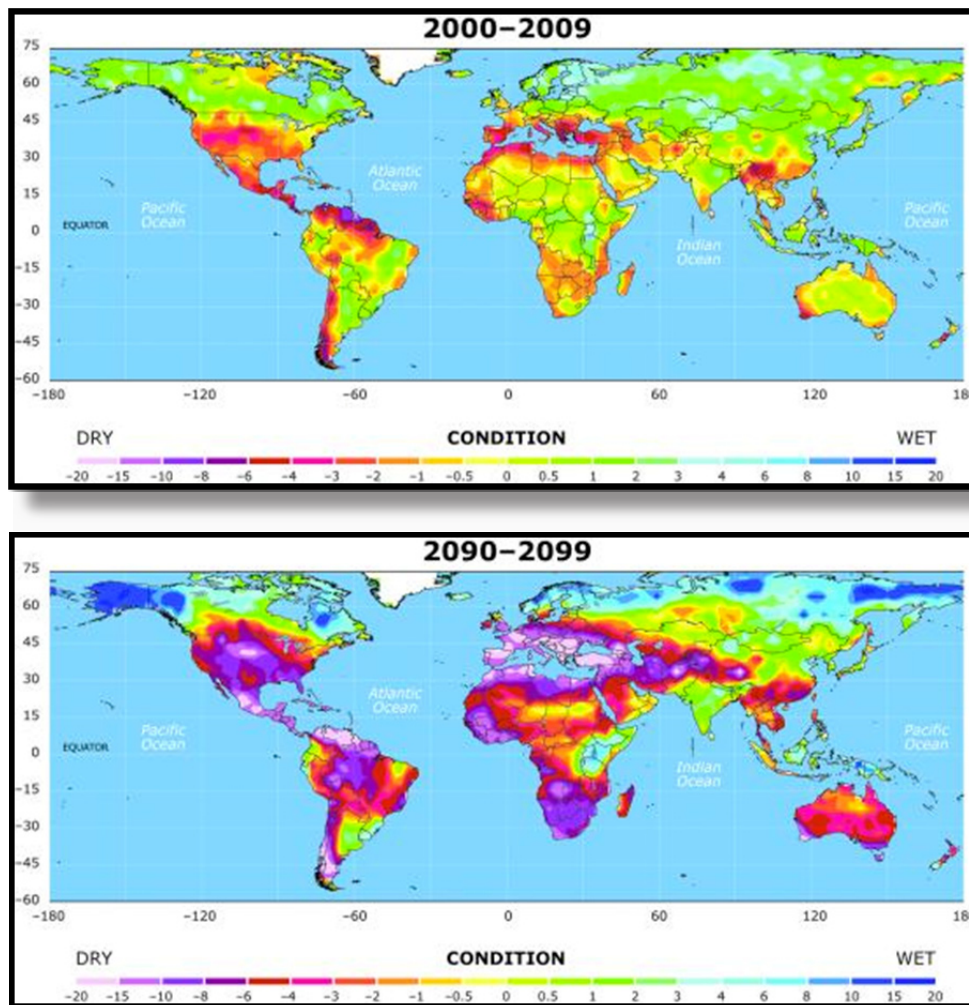 2000–2009
75
60
45
30
15
0
–15
–30
–45
–60
Atlantic
Ocean
Pacific
Ocean
EQUATOR
Indian
Ocean
Pacific
Ocean
–180 –120 –60 0 60 120 18
DRY CONDITION WET
–20 –15 –10 –8 –6 –4 –3 –2 –1 –0.5 0 0.5 1 2 3 4 6 8 10 15 20
2090–2099
75
60
45
30
15
0
–15
–30
–45
–60
Atlantic
Ocean
Pacific
Ocean
EQUATOR
Indian
Ocean
Pacific
Ocean
–180 –120 –60 0 60 120 18
DRY CONDITION WET
–20 –15 –10 –8 –6 –4 –3 –2 –1 –0.5 0 0.5 1 2 3 4 6 8 10 15 20